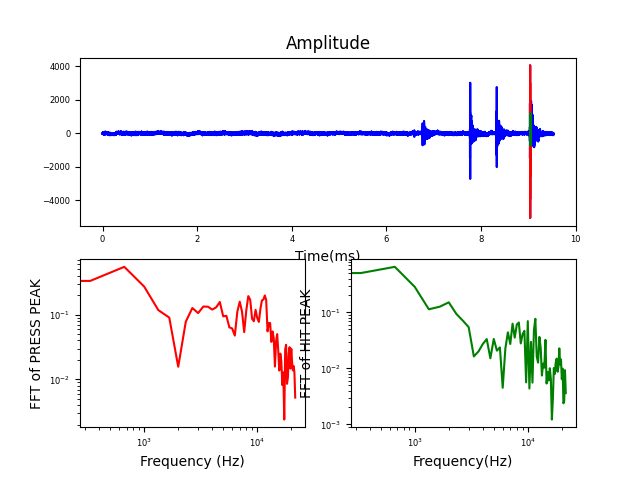 Amplitude
4000
2000
0
−2000
−4000
0 2 4 6 8 10
Time(ms)
FFT of PRESS PEAK
10⁻¹
10⁻²
10³ 10⁴
Frequency (Hz)
FFT of HIT PEAK
10⁻¹
10⁻²
10⁻³
10³ 10⁴
Frequency(Hz)